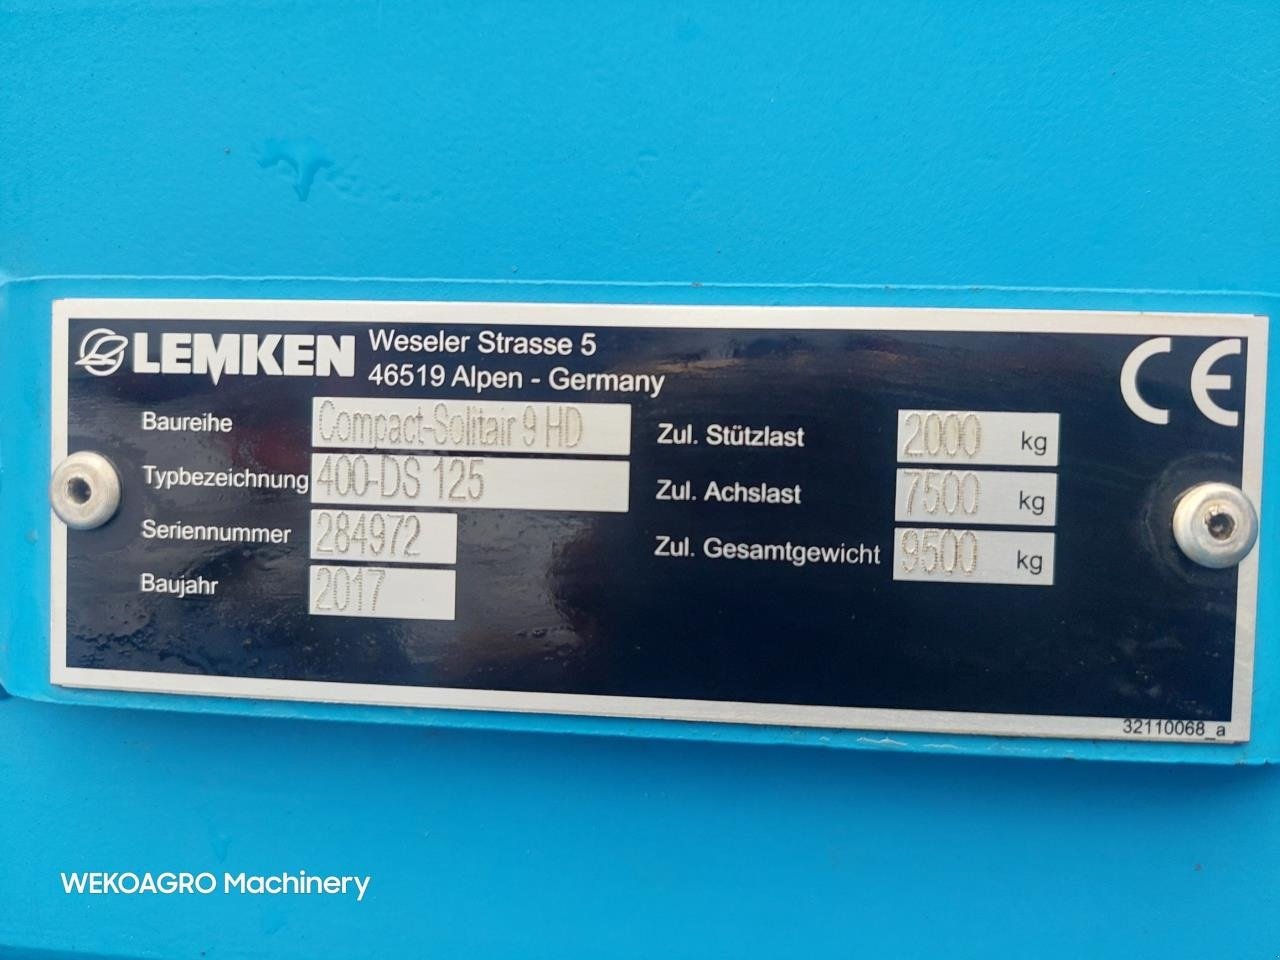 LEMKEN Weseler Strasse 5
46519 Alpen - Germany
CE
Baureihe Compact-Solitair 9 HD
Typbezeichnung 400-DS 125
Seriennummer 284972
Baujahr 2017
Zul. Stützlast 2000 kg
Zul. Achslast 7500 kg
Zul. Gesamtgewicht 9500 kg
32110068_a
WEKOAGRO Machinery